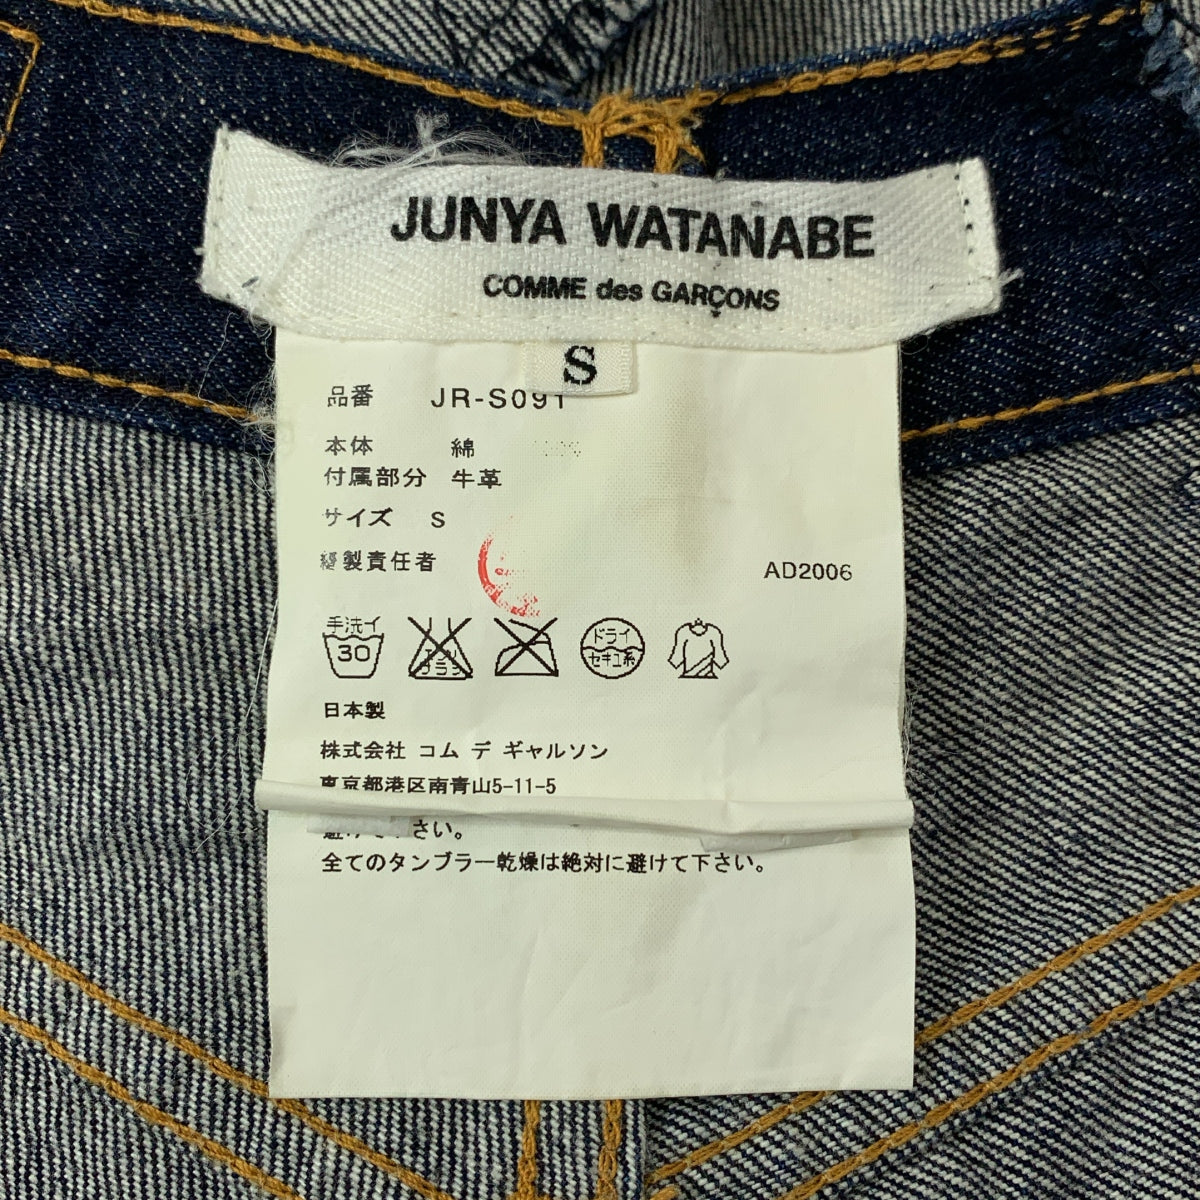 JUNYA WATANABE
COMME des GARÇONS
S
品番 JR-S091
本体 綿
付属部分 牛革
サイズ S
縫製責任者
AD2006
手洗イ
30
ドライ
セキユ系
日本製
株式会社 コム デ ギャルソン
東京都港区南青山5-11-5
避けて下さい。
全てのタンブラー乾燥は絶対に避けて下さい。